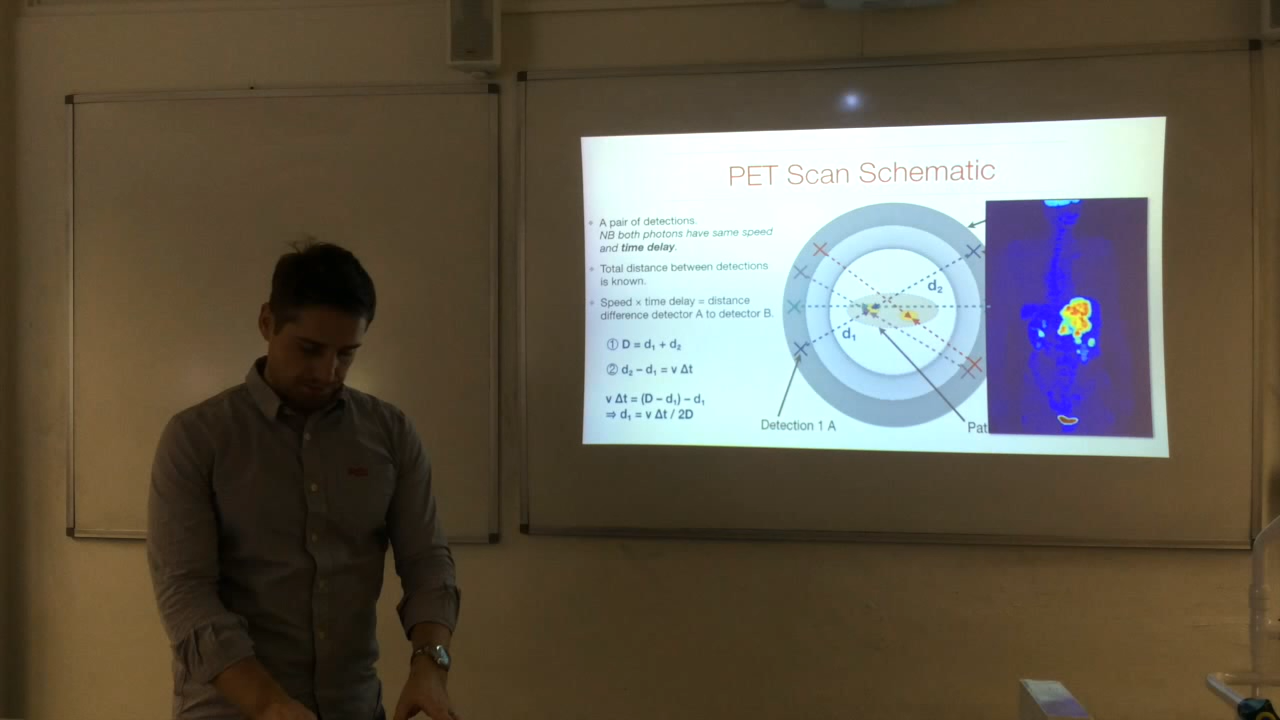 PET Scan Schematic
• A pair of detections.
NB both photons have same speed
and time delay.
• Total distance between detections
is known.
• Speed × time delay = distance
difference detector A to detector B.
① D = d₁ + d₂
② d₂ – d₁ = v Δt
v Δt = (D – d₁) – d₁
⇒ d₁ = v Δt / 2D
d₂
d₁
Detection 1 A
Pat